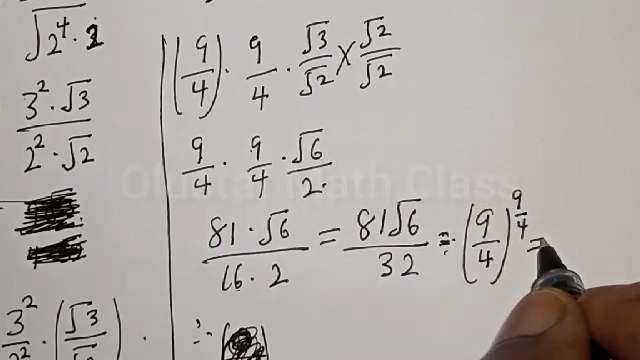 √(2⁴ · 2)
3² · √3 / 2² · √2
3²/2² · (√3/√2) ·
(9/4) · 9/4 · √3/√2 × √2/√2
9/4 · 9/4 · √6/2
81 · √6 / 16 · 2 = 81√6 / 32 = (9/4)^(9/4) =
∴